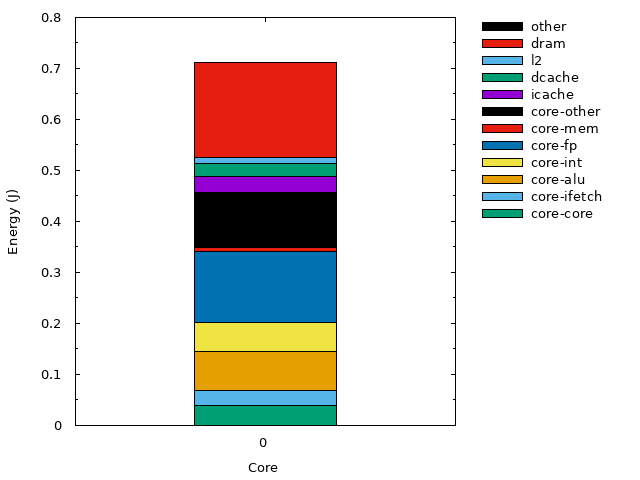 0.8
0.7
0.6
0.5
0.4
0.3
0.2
0.1
0
Energy (J)
0
Core
other
dram
l2
dcache
icache
core-other
core-mem
core-fp
core-int
core-alu
core-ifetch
core-core